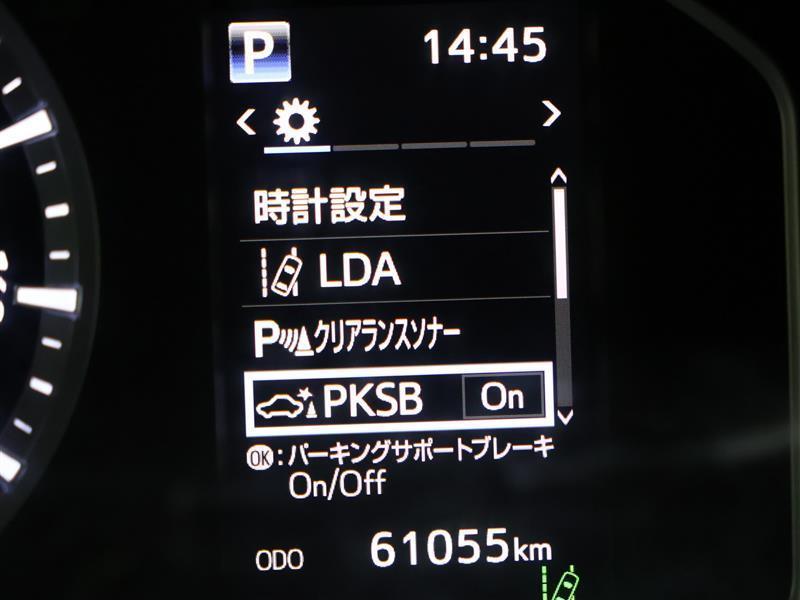 P 14:45
時計設定
LDA
Pクリアランスソナー
PKSB On
OK:パーキングサポートブレーキ
On/Off
ODO 61055km